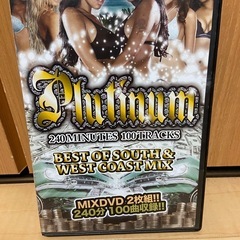 Platinum
240 MINUTES 100 TRACKS
BEST OF SOUTH &
WEST COAST MIX
MIXDVD 2枚組!!
240分 100曲収録!!